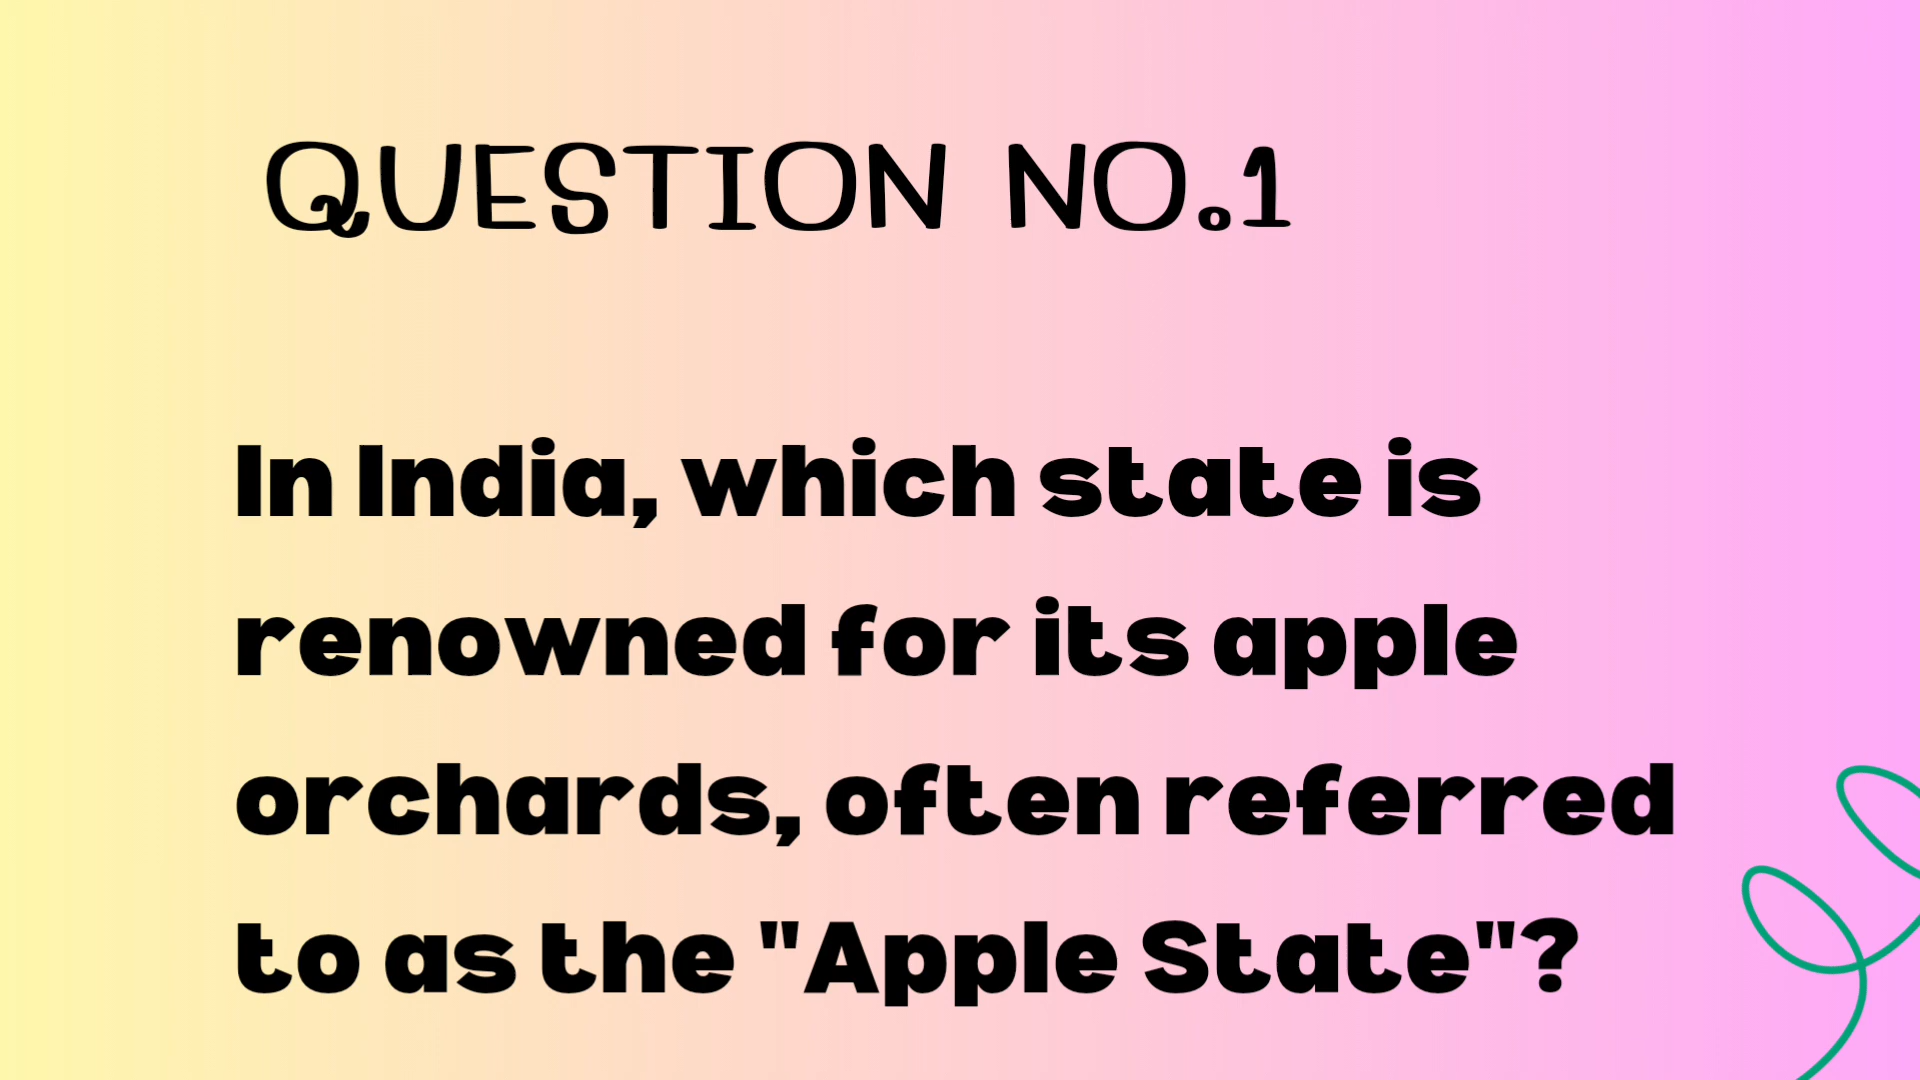 QUESTION NO.1
In India, which state is
renowned for its apple
orchards, often referred
to as the "Apple State"?